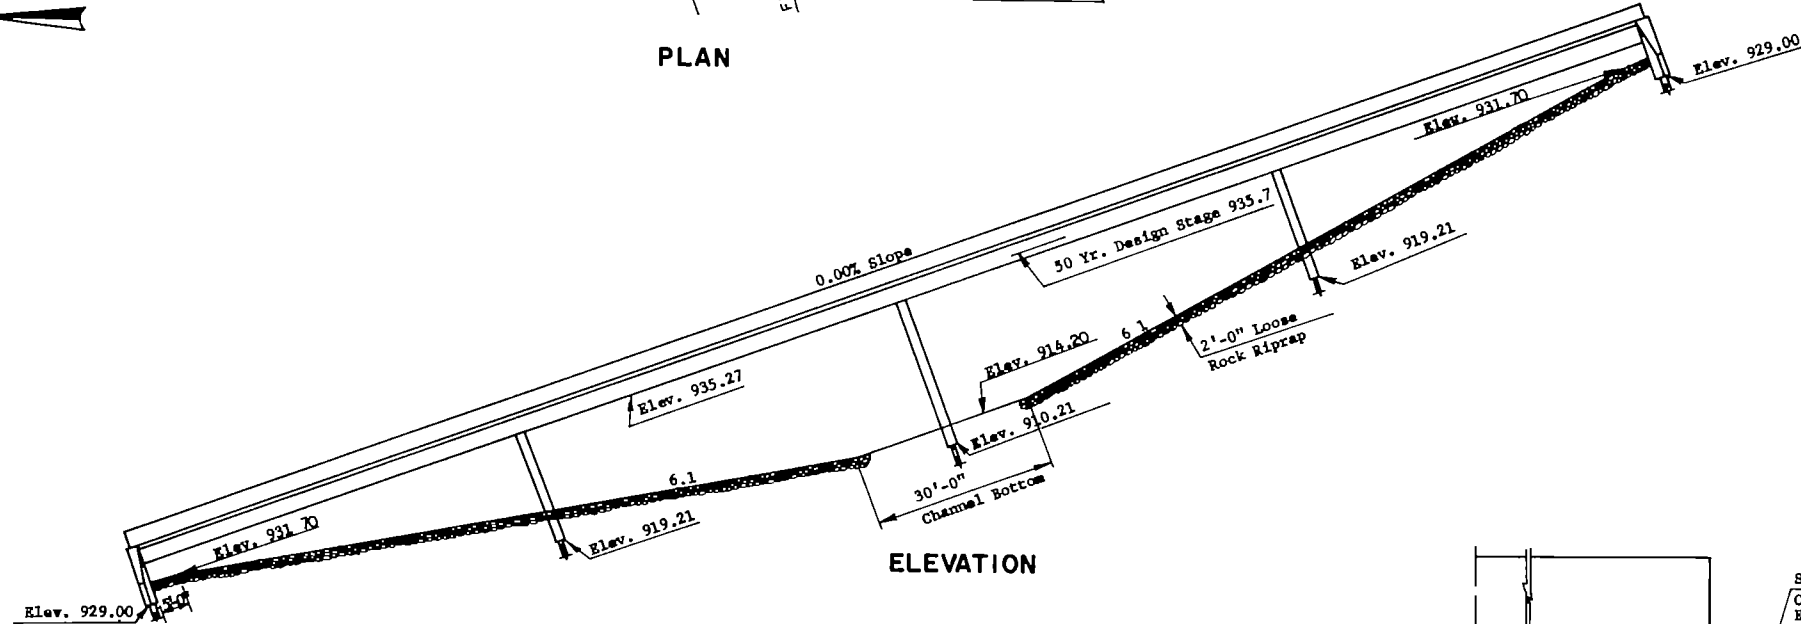 PLAN
Elev. 929.00
Elev. 931.70
50 Yr. Design Stage 935.7
0.00% Slope
Elev. 919.21
6 1
2'-0" Loose
Rock Riprap
Elev. 914.20
Elev. 935.27
Elev. 910.21
6.1
30'-0"
Channel Bottom
Elev. 931 70
Elev. 919.21
ELEVATION
Elev. 929.00